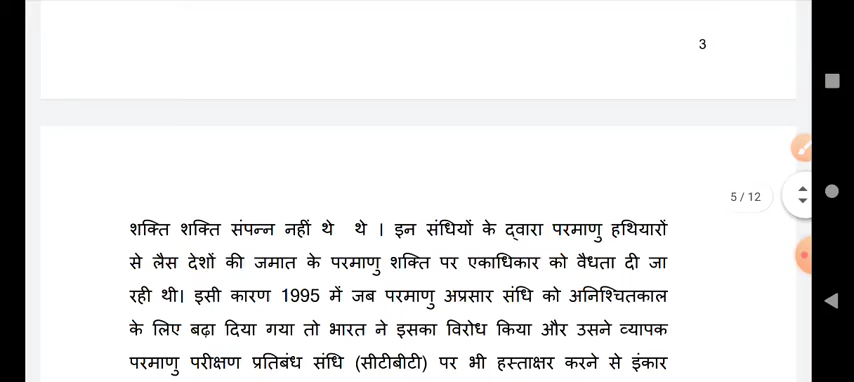 3
5 / 12
शक्ति शक्ति संपन्न नहीं थे थे । इन संधियों के द्वारा परमाणु हथियारों
से लैस देशों की जमात के परमाणु शक्ति पर एकाधिकार को वैधता दी जा
रही थी। इसी कारण 1995 में जब परमाणु अप्रसार संधि को अनिश्चितकाल
के लिए बढ़ा दिया गया तो भारत ने इसका विरोध किया और उसने व्यापक
परमाणु परीक्षण प्रतिबंध संधि (सीटीबीटी) पर भी हस्ताक्षर करने से इंकार